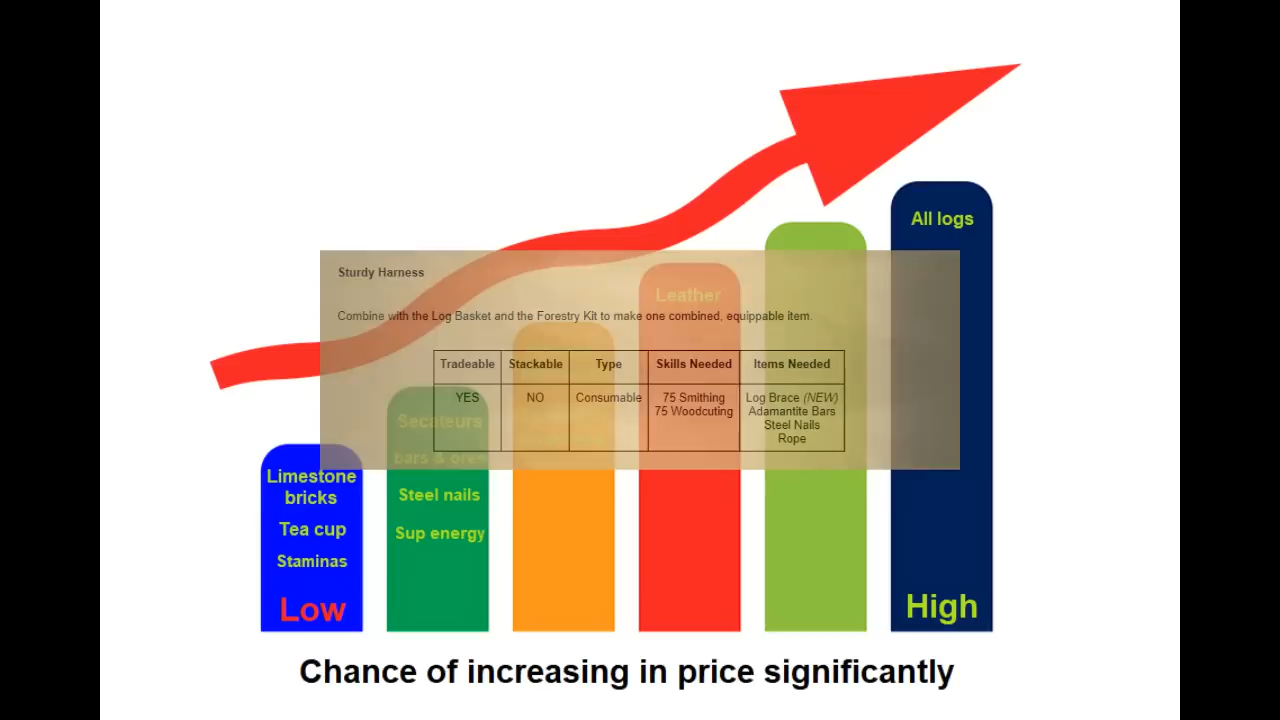 All logs
Sturdy Harness
Leather
Combine with the Log Basket and the Forestry Kit to make one combined, equippable item.
Tradeable Stackable Type Skills Needed Items Needed
YES NO Consumable 75 Smithing Log Brace (NEW)
75 Woodcuting Adamantite Bars
Steel Nails
Rope
Secateurs
bars & ores
Limestone
bricks
Steel nails
Tea cup
Sup energy
Staminas
Low
High
Chance of increasing in price significantly